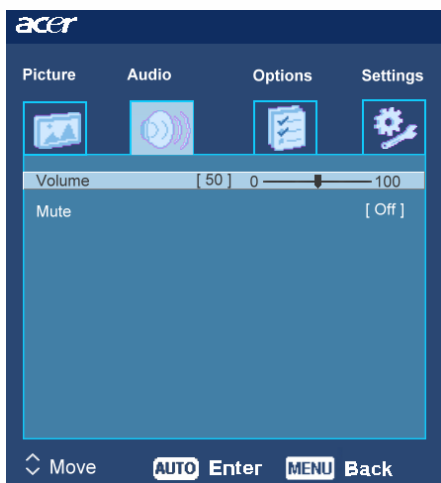 acer
Picture Audio Options Settings
Volume [ 50 ] 0 100
Mute [ Off ]
Move AUTO Enter MENU Back